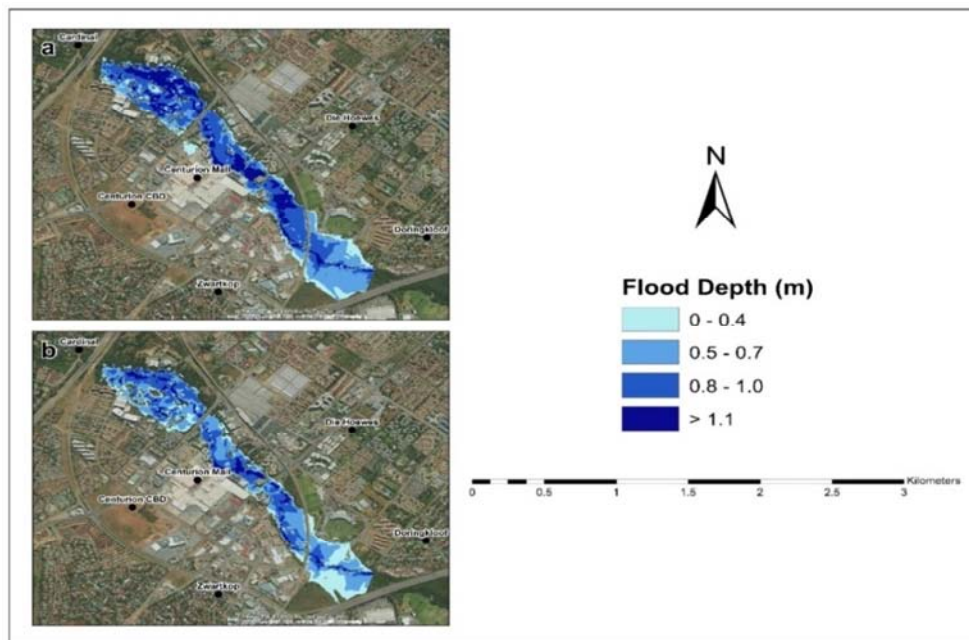 a
Cardinal
Die Hoewes
Centurion Mall
Centurion CBD
Doringkloof
Zwartkop
b
Cardinal
Die Hoewes
Centurion Mall
Centurion CBD
Doringkloof
Zwartkop
N
Flood Depth (m)
0 - 0.4
0.5 - 0.7
0.8 - 1.0
> 1.1
0 0.5 1 1.5 2 2.5 3 Kilometers